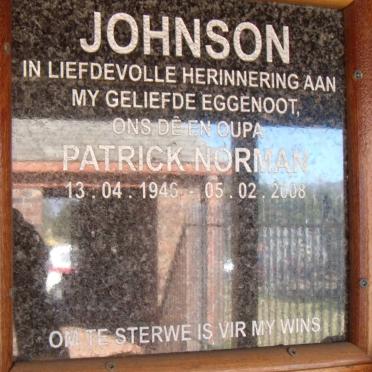 JOHNSON
IN LIEFDEVOLLE HERINNERING AAN
MY GELIEFDE EGGENOOT,
ONS DÊ EN OUPA
PATRICK NORMAN
13.04.1946 - 05.02.2008
OM TE STERWE IS VIR MY WINS